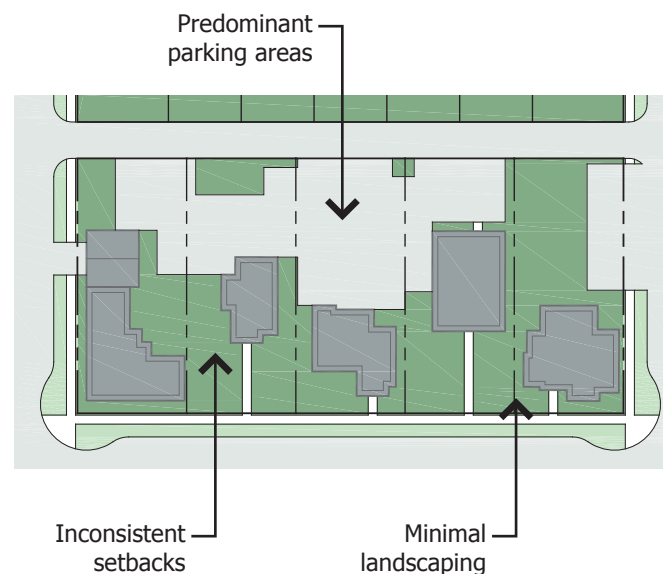 Predominant
parking areas
Inconsistent
setbacks
Minimal
landscaping